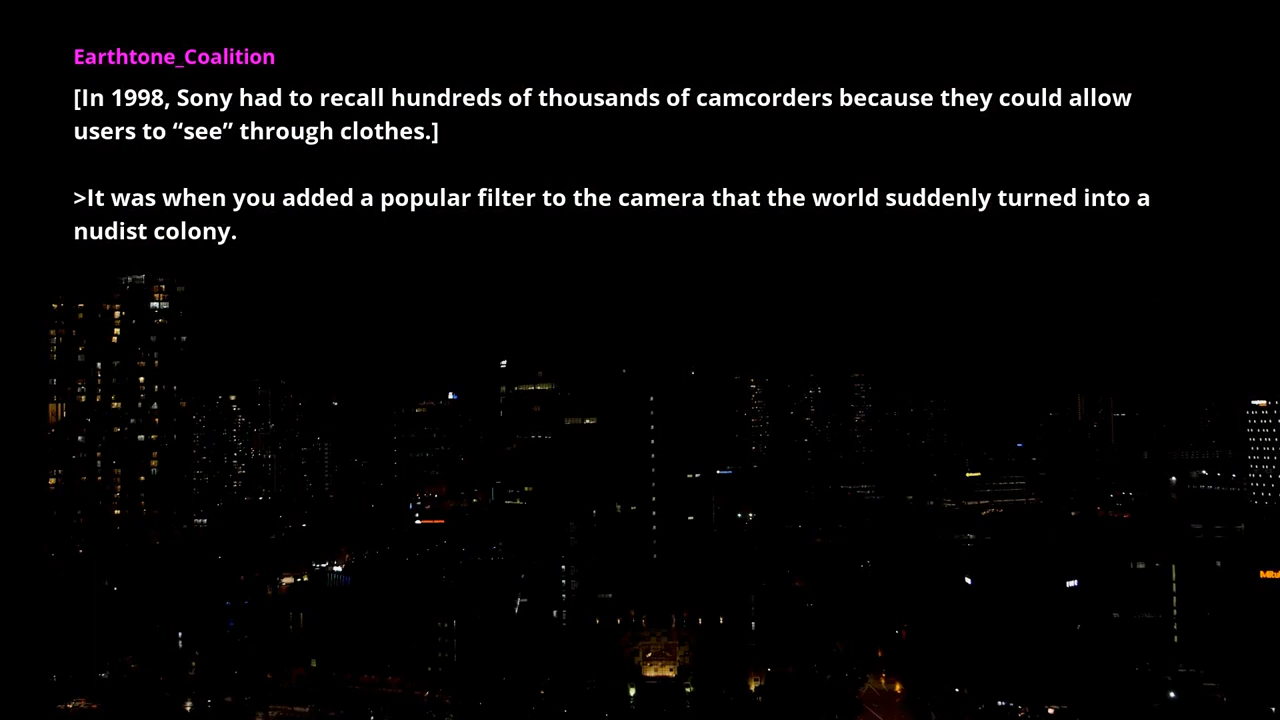 Earthtone_Coalition
[In 1998, Sony had to recall hundreds of thousands of camcorders because they could allow
users to “see” through clothes.]
>It was when you added a popular filter to the camera that the world suddenly turned into a
nudist colony.